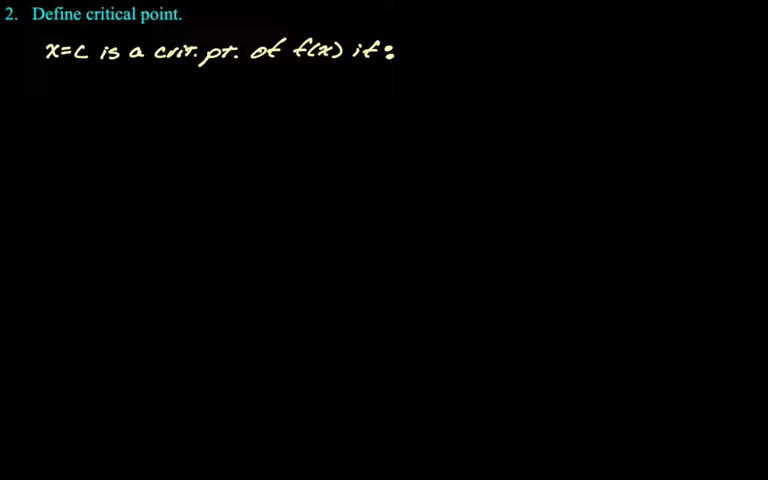 2. Define critical point.
x=c is a crit. pt. of f(x) if: